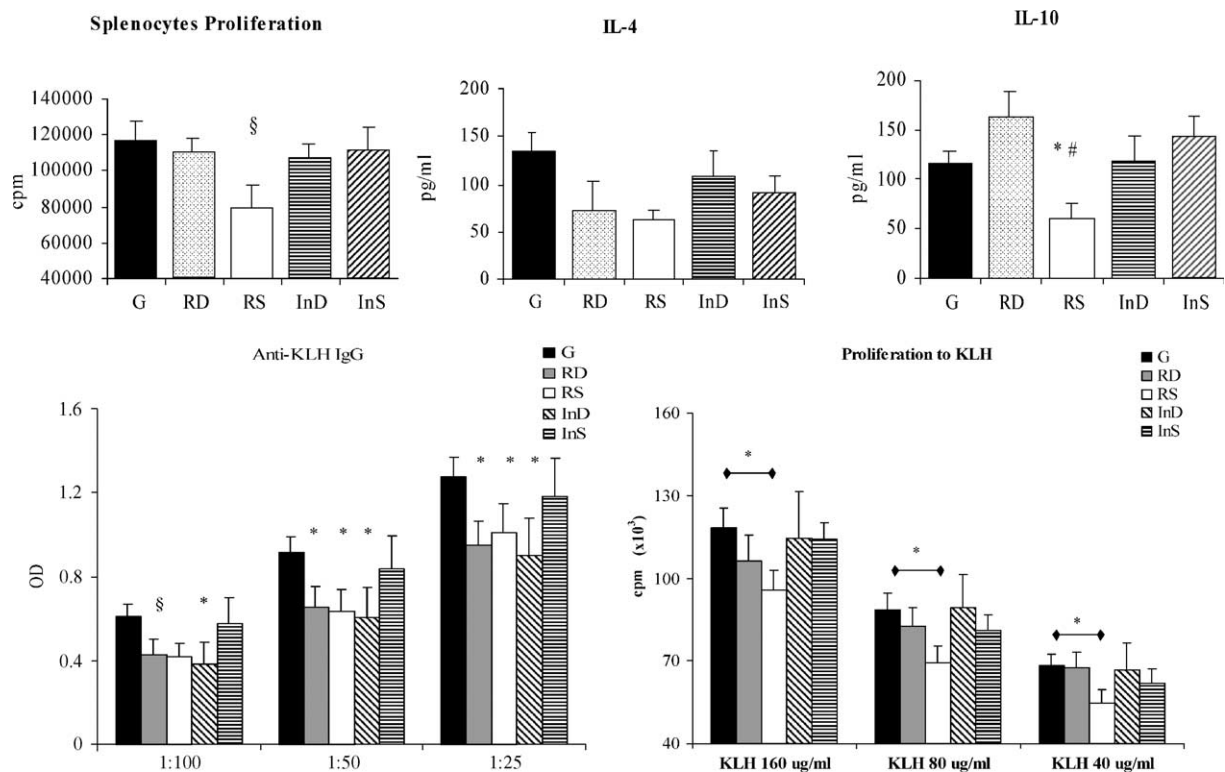 Splenocytes Proliferation
cpm
140000
120000
100000
80000
60000
40000
§
G RD RS InD InS
IL-4
pg/ml
200
150
100
50
0
G RD RS InD InS
IL-10
pg/ml
200
150
100
50
0
* #
G RD RS InD InS
Anti-KLH IgG
G
RD
RS
InD
InS
OD
1.6
1.2
0.8
0.4
0
§ *
* * *
* * *
1:100 1:50 1:25
Proliferation to KLH
G
RD
RS
InD
InS
cpm (x10³)
160
130
100
70
40
*
*
*
KLH 160 ug/ml KLH 80 ug/ml KLH 40 ug/ml